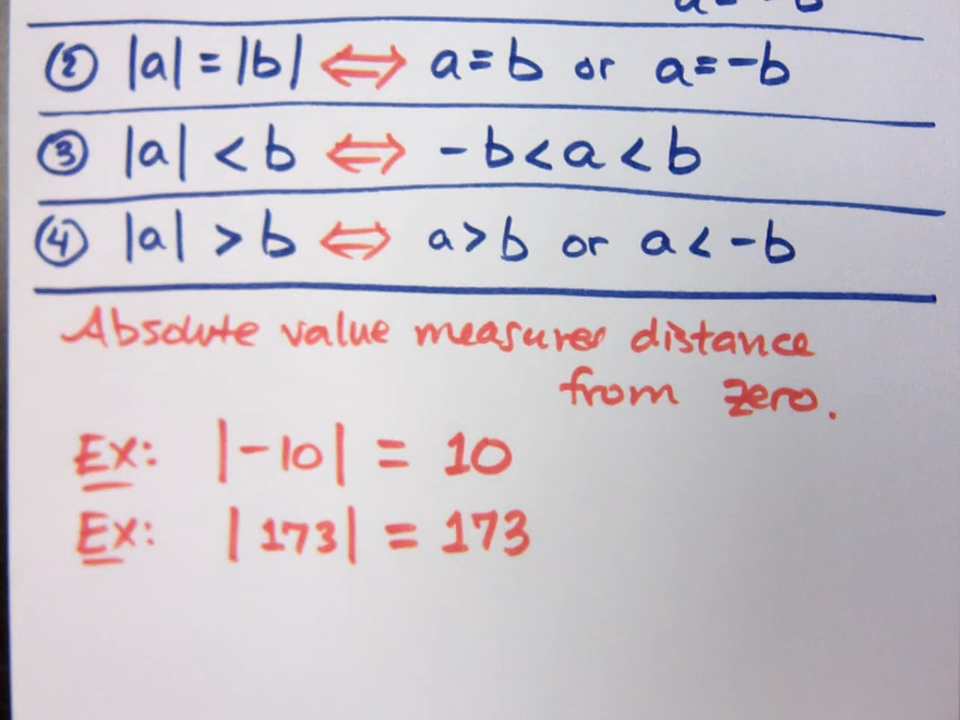 a = -b
② |a| = |b| ⇔ a = b or a = -b
③ |a| < b ⇔ -b < a < b
④ |a| > b ⇔ a > b or a < -b
Absolute value measures distance
from zero.
Ex: |-10| = 10
Ex: |173| = 173